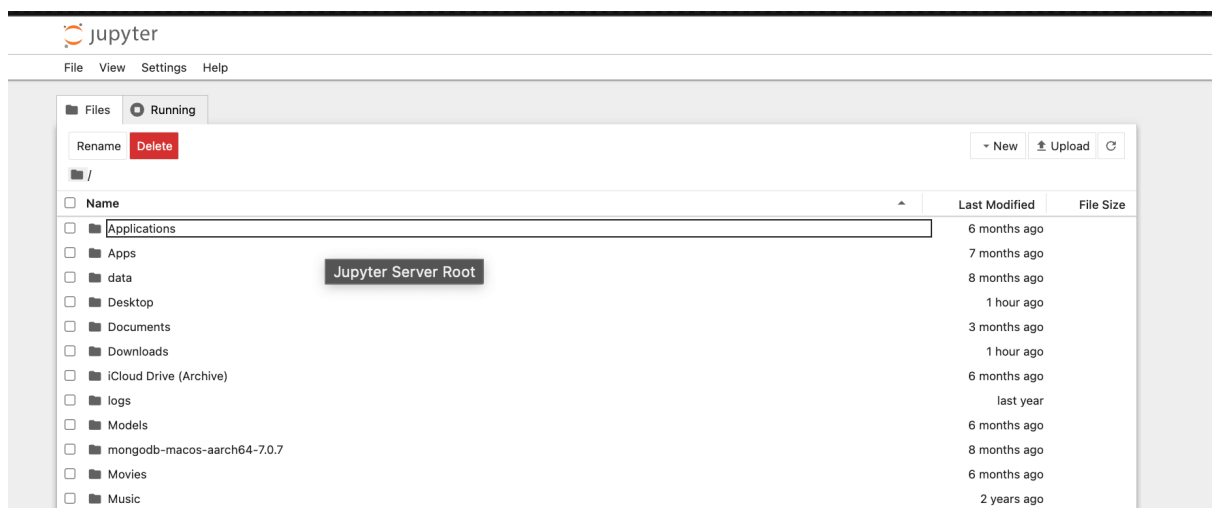 jupyter
File View Settings Help
Files Running
Rename Delete New Upload
/
Name Last Modified File Size
Applications 6 months ago
Apps 7 months ago
Jupyter Server Root
data 8 months ago
Desktop 1 hour ago
Documents 3 months ago
Downloads 1 hour ago
iCloud Drive (Archive) 6 months ago
logs last year
Models 6 months ago
mongodb-macos-aarch64-7.0.7 8 months ago
Movies 6 months ago
Music 2 years ago